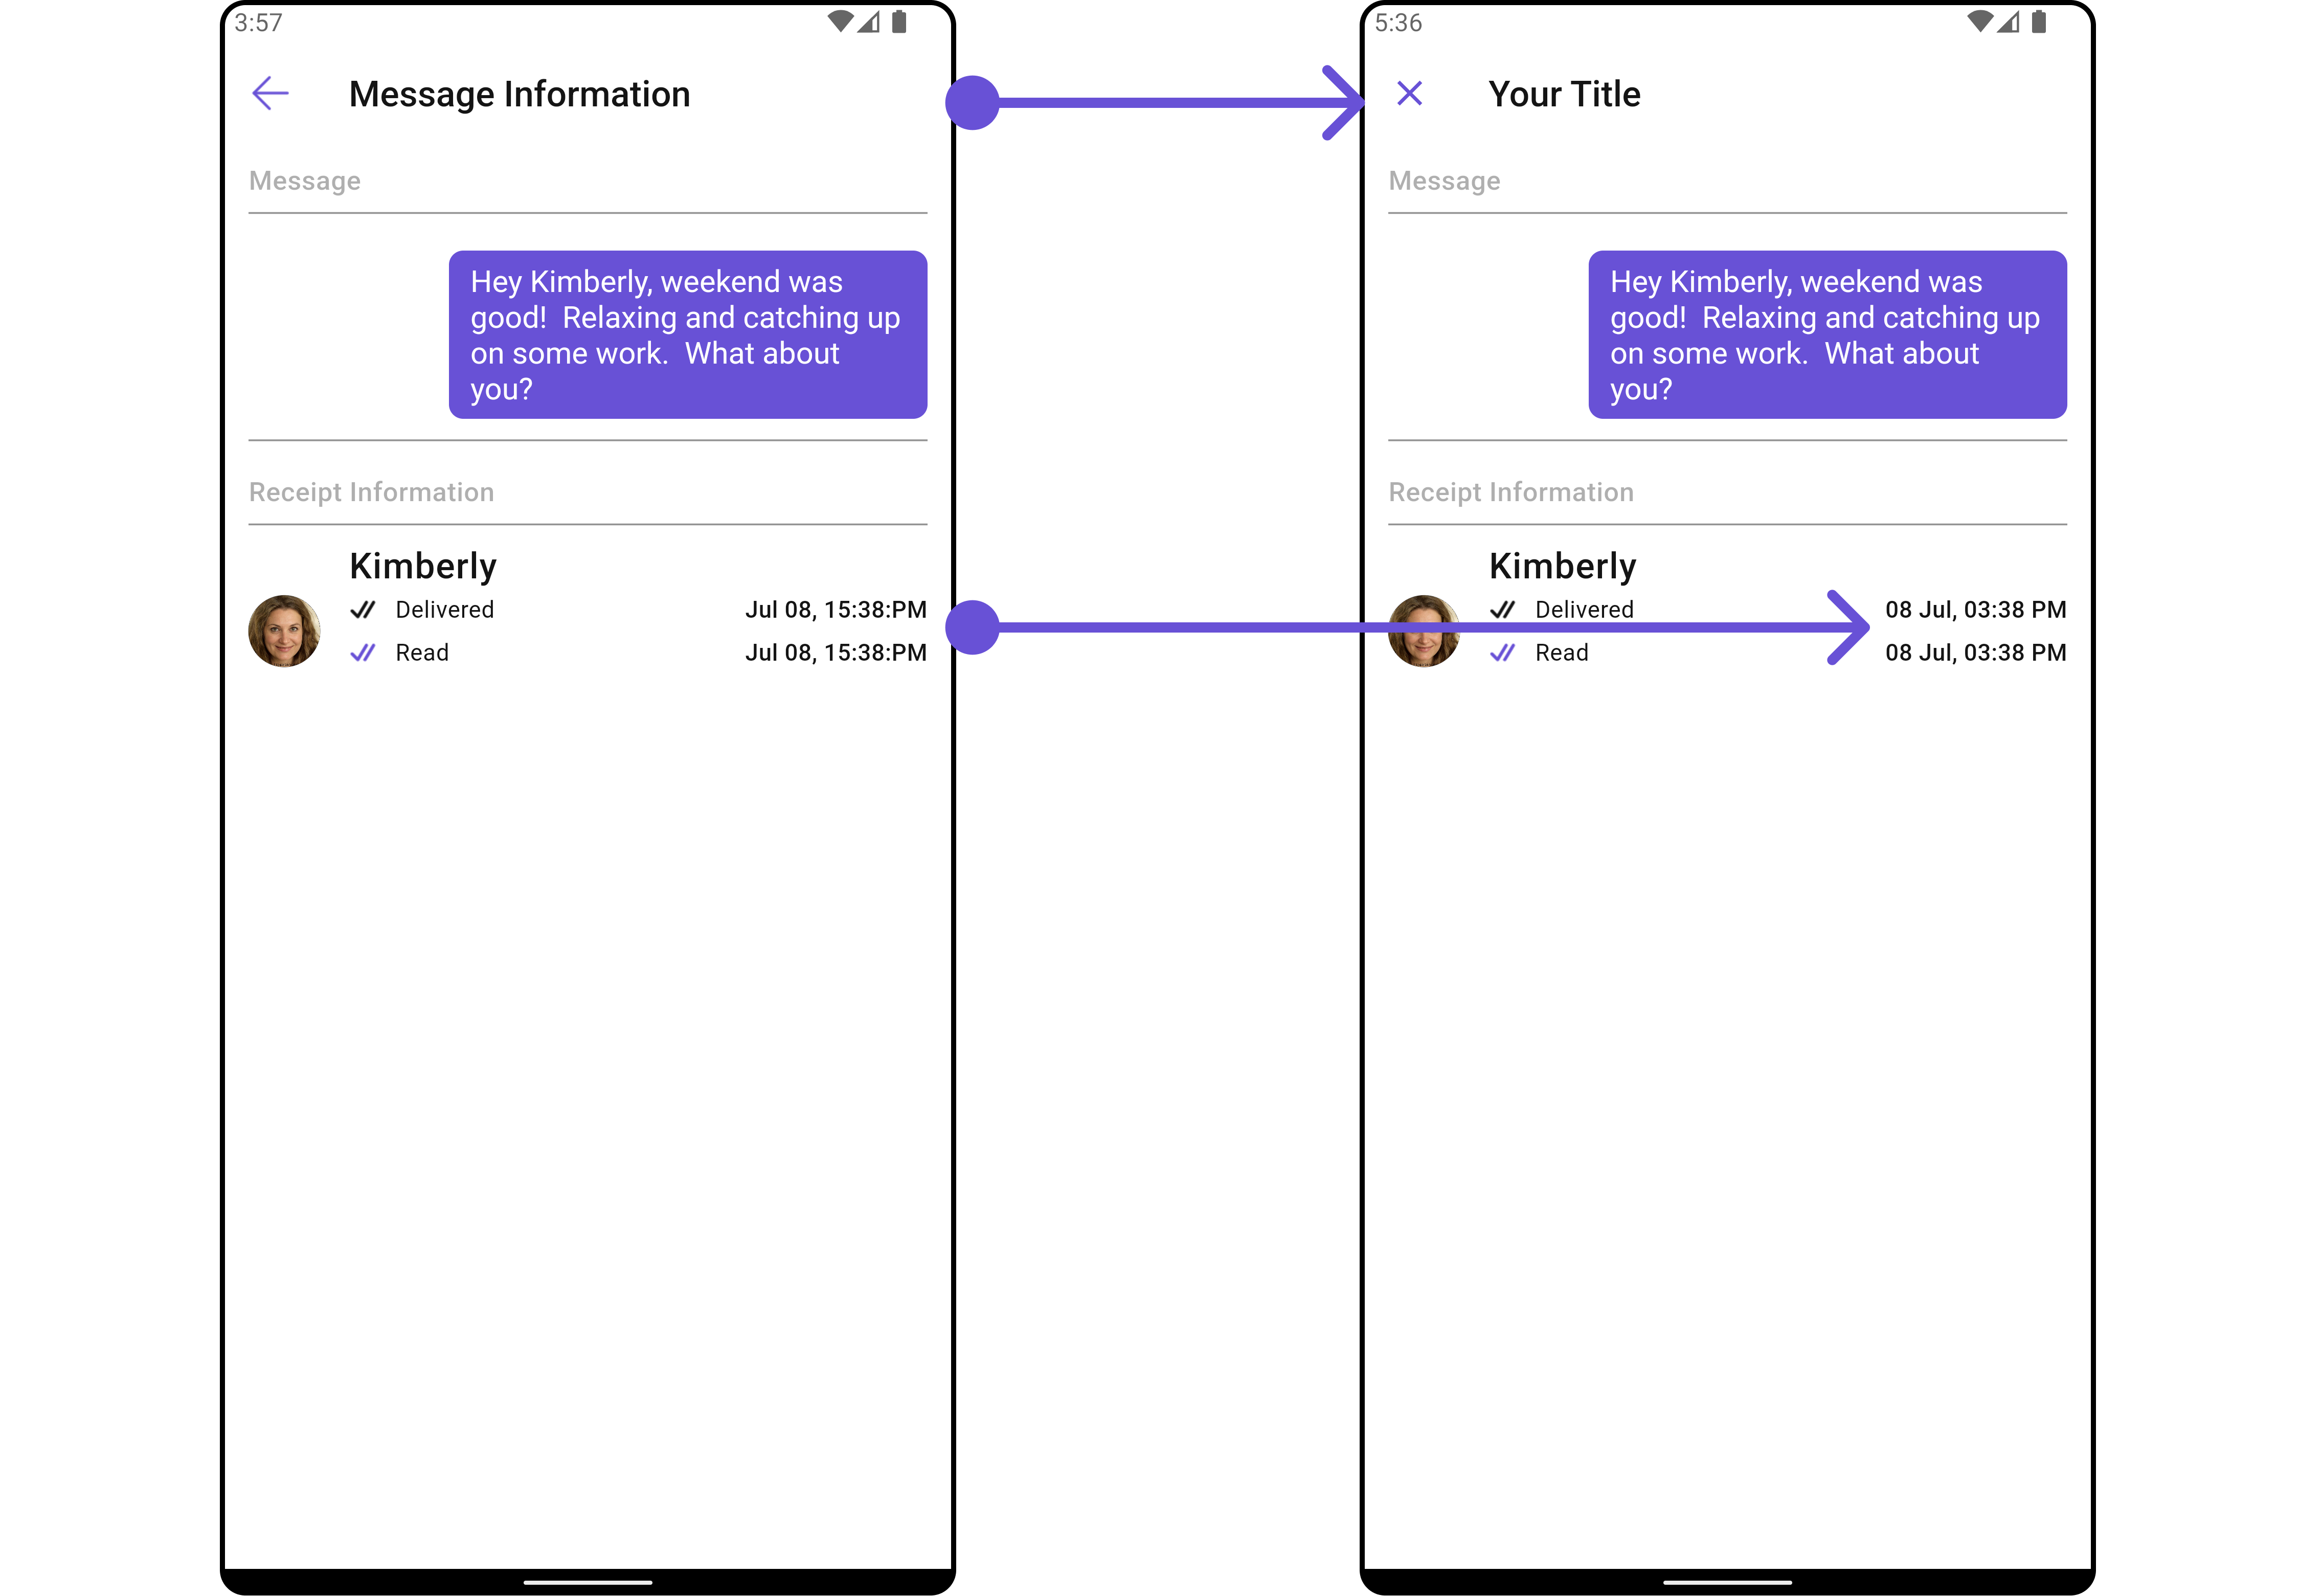 3:57
Message Information
Message
Hey Kimberly, weekend was
good!  Relaxing and catching up
on some work.  What about
you?
Receipt Information
Kimberly
Delivered Jul 08, 15:38:PM
Read Jul 08, 15:38:PM
5:36
Your Title
Message
Hey Kimberly, weekend was
good!  Relaxing and catching up
on some work.  What about
you?
Receipt Information
Kimberly
Delivered 08 Jul, 03:38 PM
Read 08 Jul, 03:38 PM